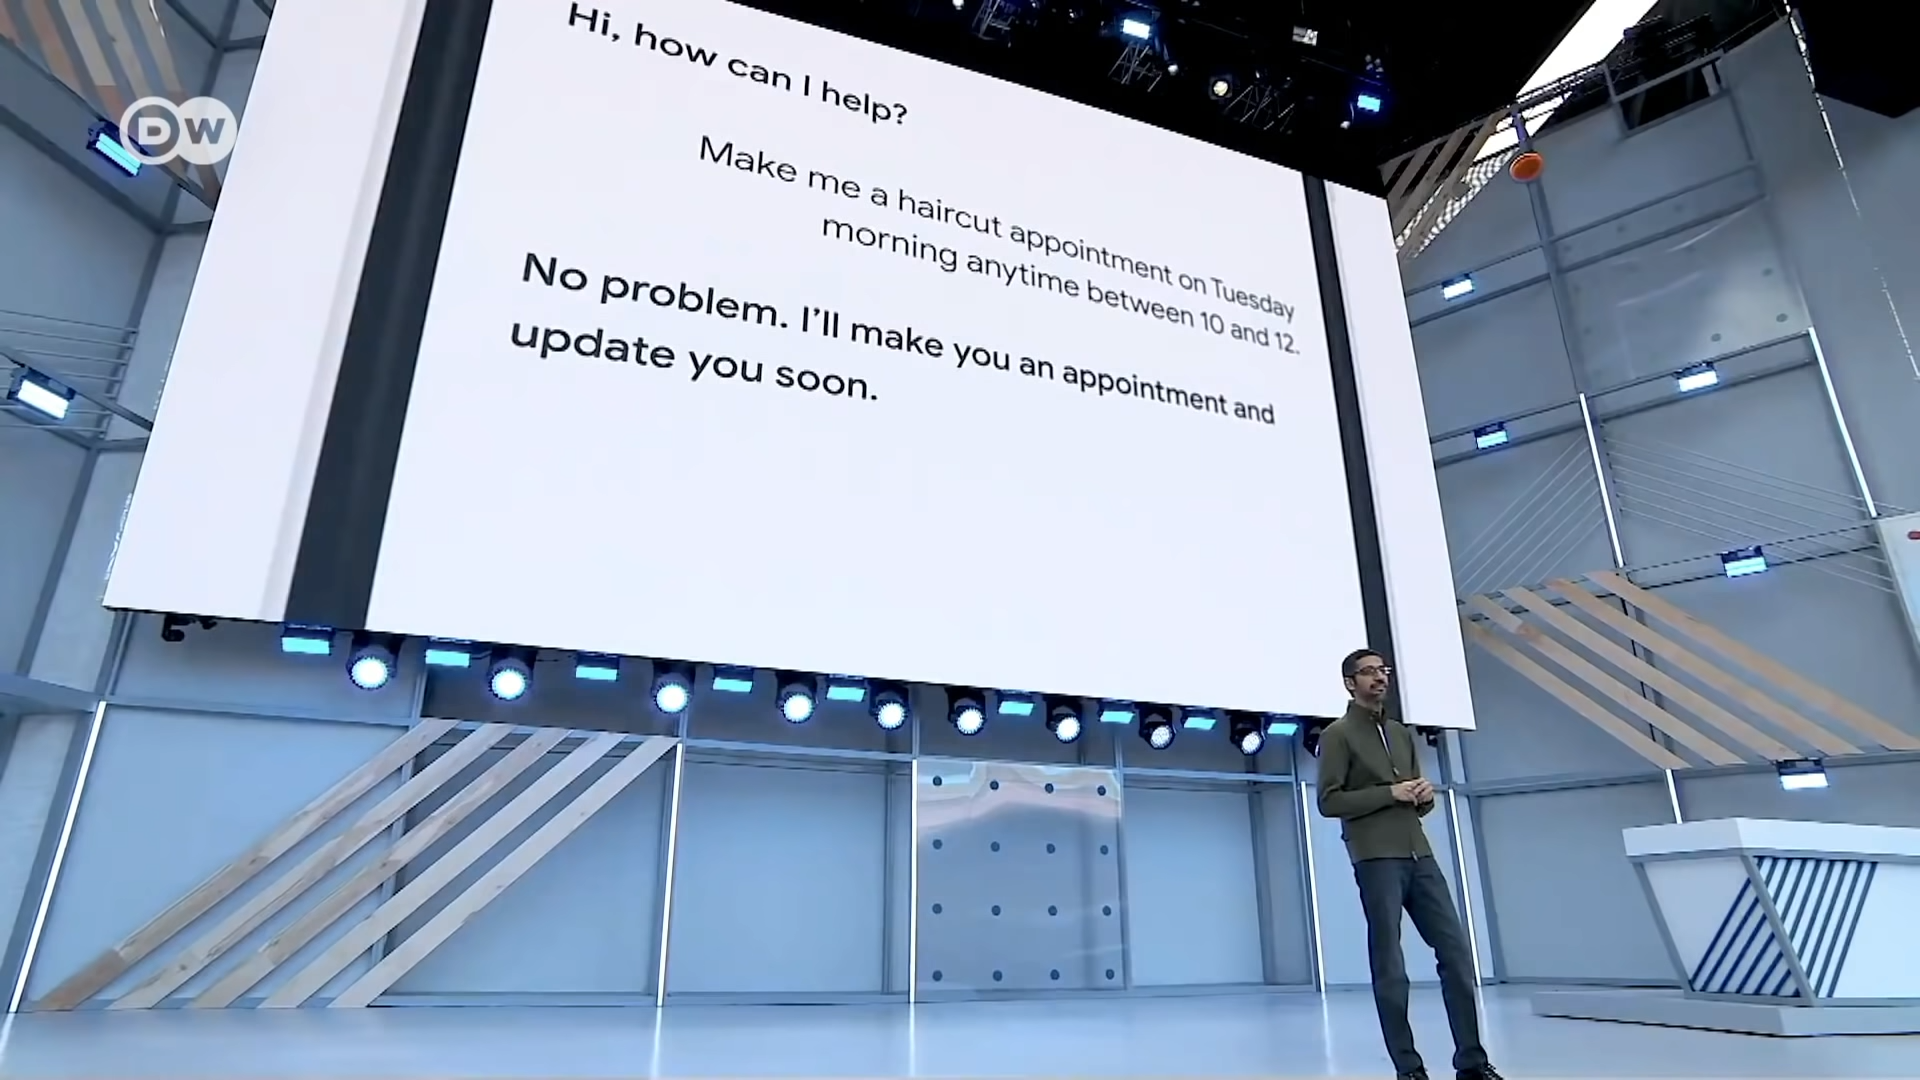 DW
Hi, how can I help?
Make me a haircut appointment on Tuesday
morning anytime between 10 and 12.
No problem. I'll make you an appointment and
update you soon.